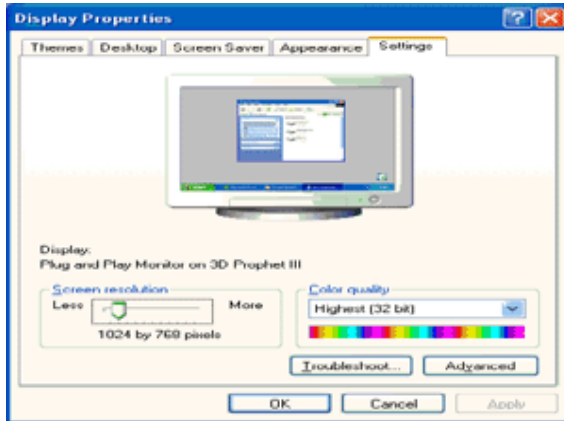 Display Properties
Themes Desktop Screen Saver Appearance Settings
Display:
Plug and Play Monitor on 3D Prophet III
Screen resolution
Less More
1024 by 768 pixels
Color quality
Highest (32 bit)
Troubleshoot... Advanced
OK Cancel Apply